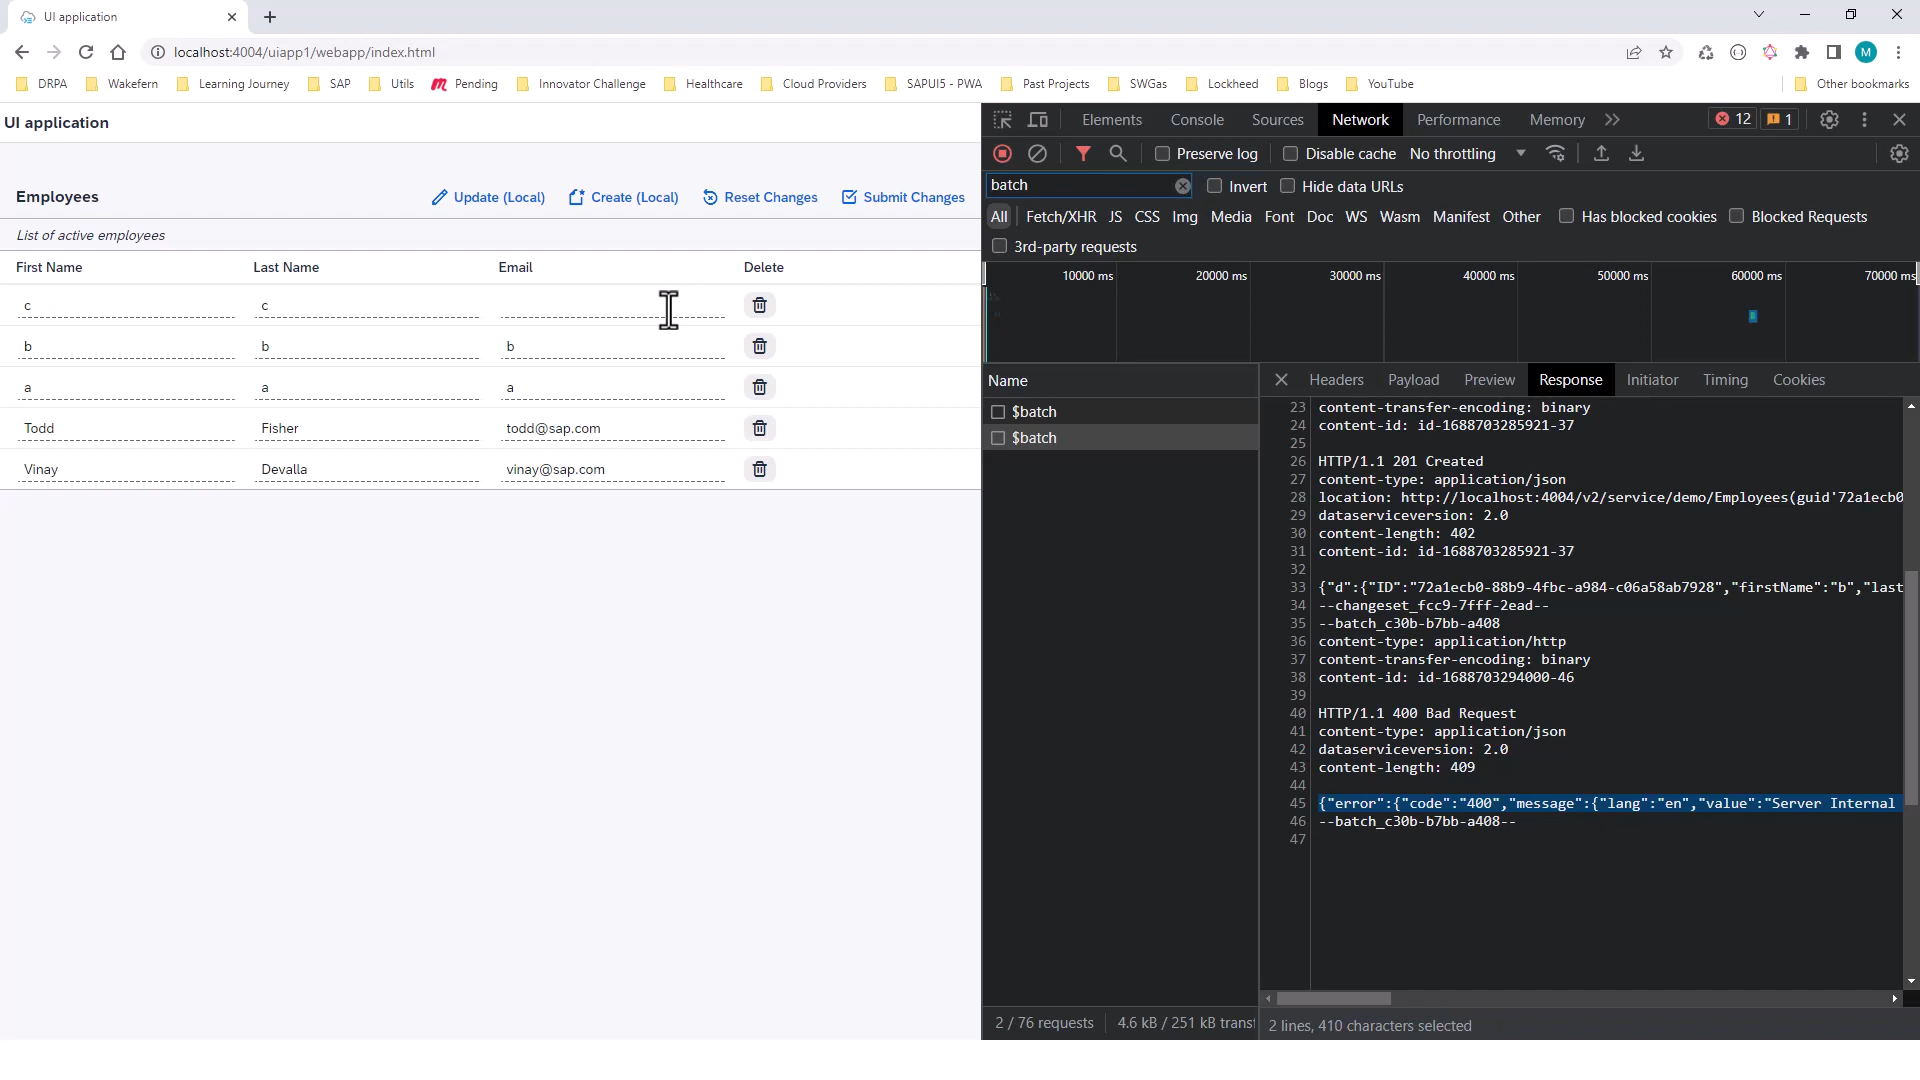 UI application
localhost:4004/uiapp1/webapp/index.html
M
DRPA Wakefern Learning Journey SAP Utils Pending Innovator Challenge Healthcare Cloud Providers SAPUI5 - PWA Past Projects SWGas Lockheed Blogs YouTube Other bookmarks
UI application
Employees Update (Local) Create (Local) Reset Changes Submit Changes
List of active employees
First Name Last Name Email Delete
c c
b b b
a a a
Todd Fisher todd@sap.com
Vinay Devalla vinay@sap.com
Elements Console Sources Network Performance Memory 12 1
Preserve log Disable cache No throttling
batch Invert Hide data URLs
All Fetch/XHR JS CSS Img Media Font Doc WS Wasm Manifest Other Has blocked cookies Blocked Requests
3rd-party requests
10000 ms 20000 ms 30000 ms 40000 ms 50000 ms 60000 ms 70000 ms
Name
$batch
$batch
Headers Payload Preview Response Initiator Timing Cookies
23 content-transfer-encoding: binary
24 content-id: id-1688703285921-37
25
26 HTTP/1.1 201 Created
27 content-type: application/json
28 location: http://localhost:4004/v2/service/demo/Employees(guid'72a1ecb0
29 dataserviceversion: 2.0
30 content-length: 402
31 content-id: id-1688703285921-37
32
33 {"d":{"ID":"72a1ecb0-88b9-4fbc-a984-c06a58ab7928","firstName":"b","last
34 --changeset_fcc9-7fff-2ead--
35 --batch_c30b-b7bb-a408
36 content-type: application/http
37 content-transfer-encoding: binary
38 content-id: id-1688703294000-46
39
40 HTTP/1.1 400 Bad Request
41 content-type: application/json
42 dataserviceversion: 2.0
43 content-length: 409
44
45 {"error":{"code":"400","message":{"lang":"en","value":"Server Internal
46 --batch_c30b-b7bb-a408--
47
2 / 76 requests 4.6 kB / 251 kB transf
2 lines, 410 characters selected